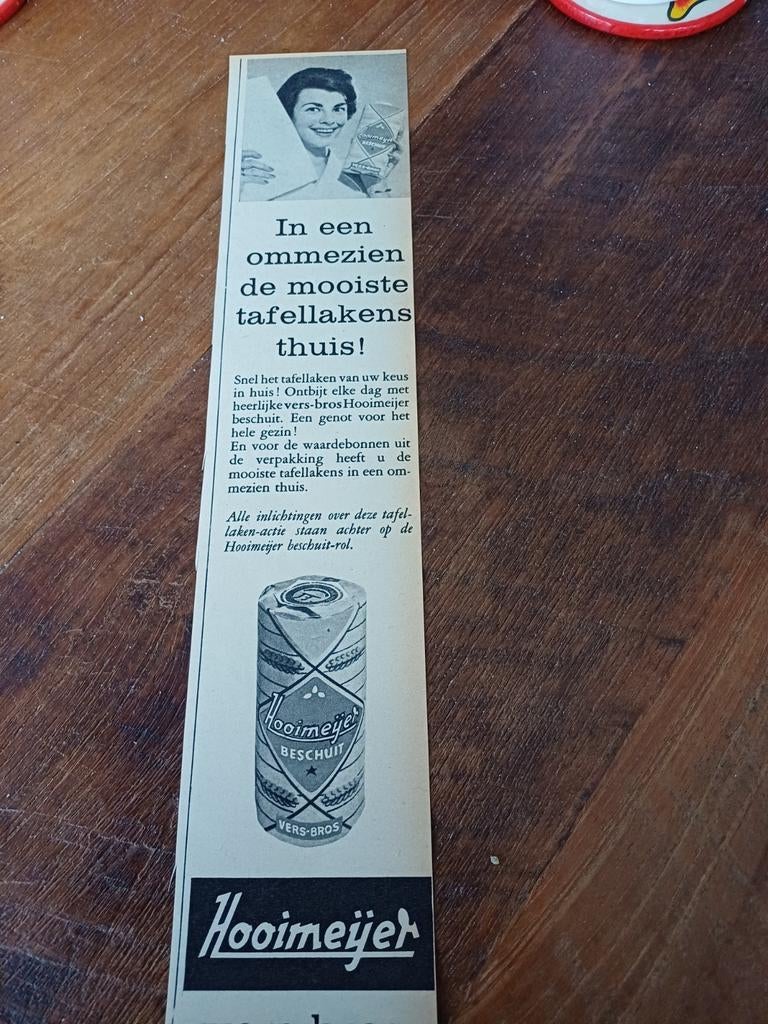 Hooimeijer
BESCHUIT
In een
ommezien
de mooiste
tafellakens
thuis!
Snel het tafellaken van uw keus
in huis! Ontbijt elke dag met
heerlijke vers-bros Hooimeijer
beschuit. Een genot voor het
hele gezin!
En voor de waardebonnen uit
de verpakking heeft u de
mooiste tafellakens in een om-
mezien thuis.
Alle inlichtingen over deze tafel-
laken-actie staan achter op de
Hooimeijer beschuit-rol.
Hooimeijer
BESCHUIT
VERS-BROS
Hooimeijer